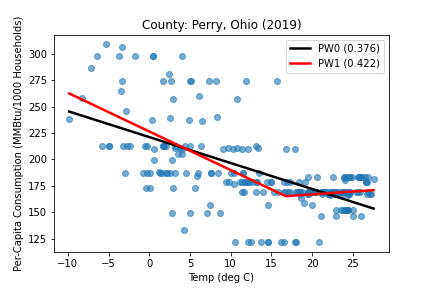 County: Perry, Ohio (2019)
Per-Capita Consumption (MMBtu/1000 Households)
300
275
250
225
200
175
150
125
PW0 (0.376)
PW1 (0.422)
−10 −5 0 5 10 15 20 25
Temp (deg C)